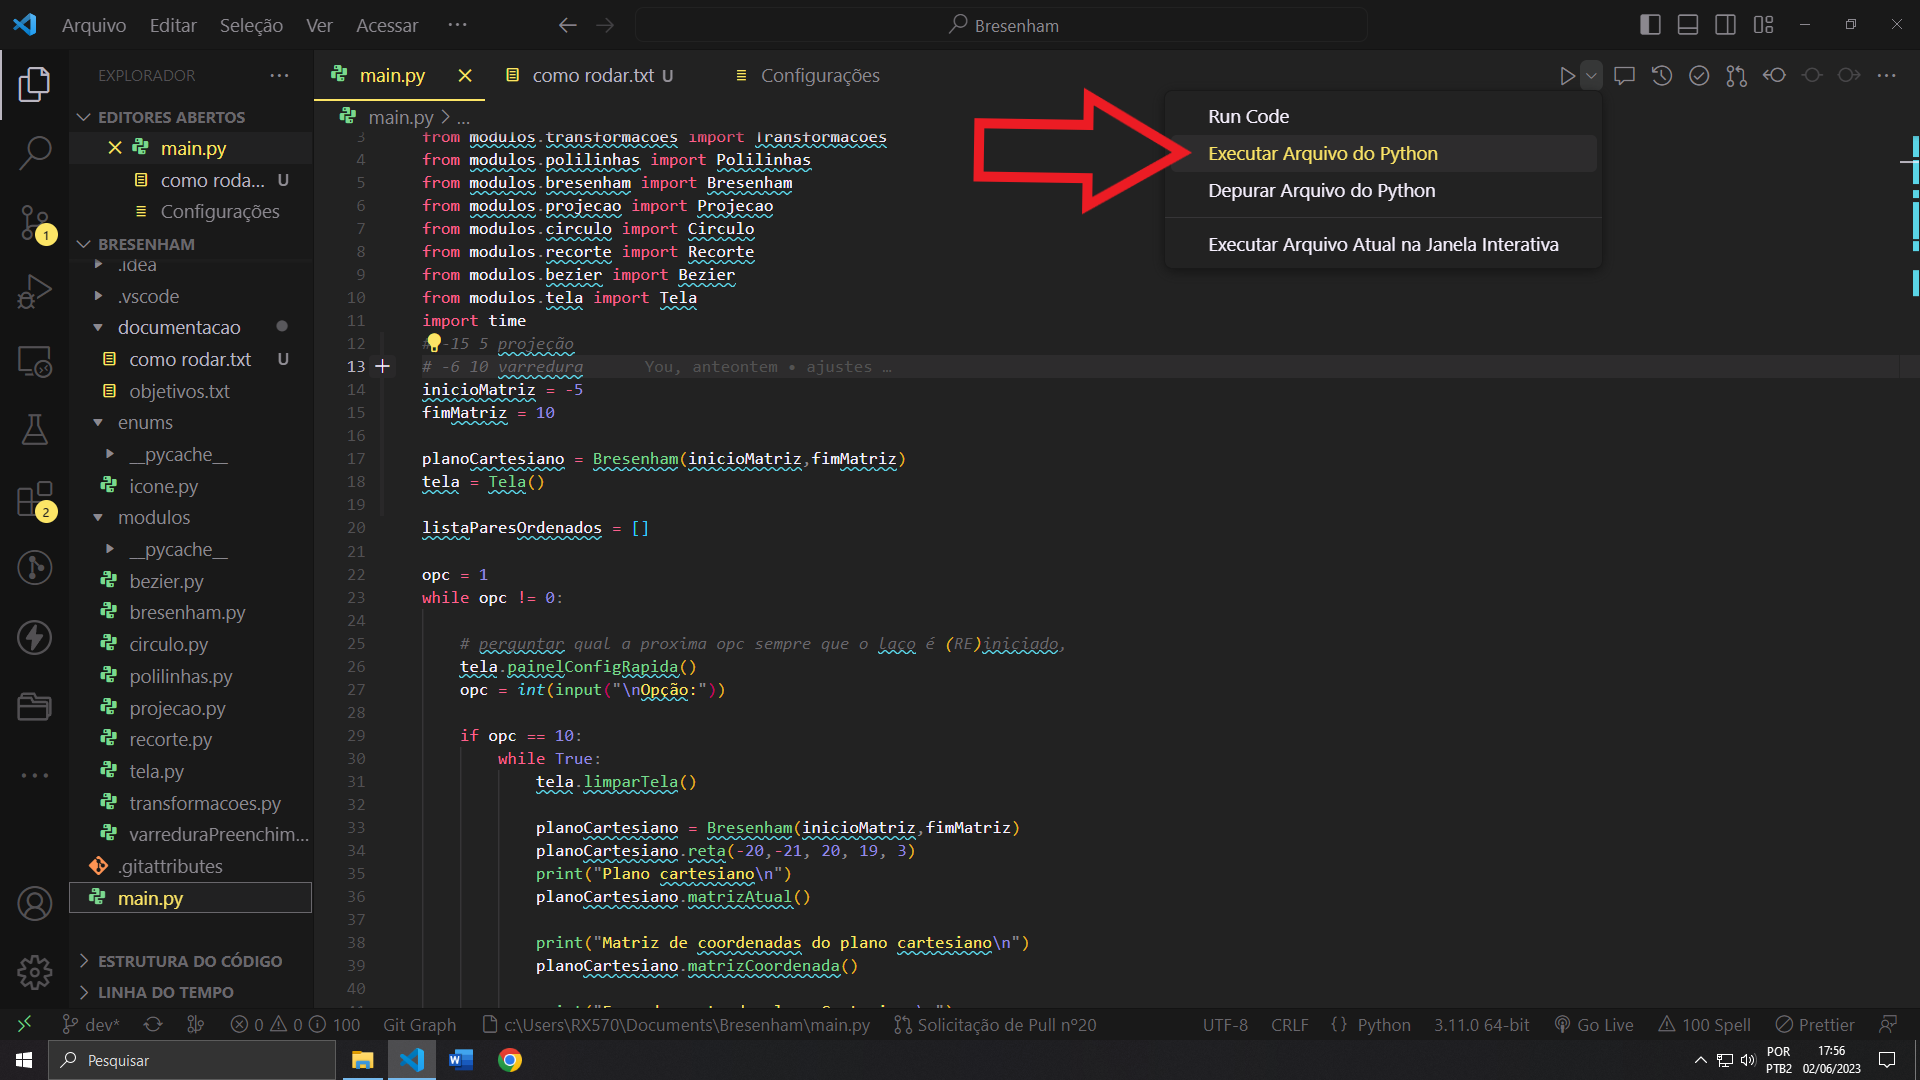 Arquivo Editar Seleção Ver Acessar ···
Bresenham
EXPLORADOR ···
EDITORES ABERTOS
main.py
como roda... U
Configurações
BRESENHAM
.idea
.vscode
documentacao
como rodar.txt U
objetivos.txt
enums
__pycache__
icone.py
modulos
__pycache__
bezier.py
bresenham.py
circulo.py
polilinhas.py
projecao.py
recorte.py
tela.py
transformacoes.py
varreduraPreenchim...
.gitattributes
main.py
ESTRUTURA DO CÓDIGO
LINHA DO TEMPO
1
2
main.py como rodar.txt U Configurações
main.py > ...
Run Code
Executar Arquivo do Python
Depurar Arquivo do Python
Executar Arquivo Atual na Janela Interativa
3 from modulos.transformacoes import Transformacoes
4 from modulos.polilinhas import Polilinhas
5 from modulos.bresenham import Bresenham
6 from modulos.projecao import Projecao
7 from modulos.circulo import Circulo
8 from modulos.recorte import Recorte
9 from modulos.bezier import Bezier
10 from modulos.tela import Tela
11 import time
12 # -15 5 projeção
13 # -6 10 varredura You, anteontem • ajustes …
14 inicioMatriz = -5
15 fimMatriz = 10
16
17 planoCartesiano = Bresenham(inicioMatriz,fimMatriz)
18 tela = Tela()
19
20 listaParesOrdenados = []
21
22 opc = 1
23 while opc != 0:
24
25 # perguntar qual a proxima opc sempre que o laco é (RE)iniciado,
26 tela.painelConfigRapida()
27 opc = int(input("\nOpção:"))
28
29 if opc == 10:
30 while True:
31 tela.limparTela()
32
33 planoCartesiano = Bresenham(inicioMatriz,fimMatriz)
34 planoCartesiano.reta(-20,-21, 20, 19, 3)
35 print("Plano cartesiano\n")
36 planoCartesiano.matrizAtual()
37
38 print("Matriz de coordenadas do plano cartesiano\n")
39 planoCartesiano.matrizCoordenada()
40
dev* 0 0 100 Git Graph c:\Users\RX570\Documents\Bresenham\main.py Solicitação de Pull nº20 UTF-8 CRLF {} Python 3.11.0 64-bit Go Live 100 Spell Prettier
Pesquisar
POR
PTB2
17:56
02/06/2023